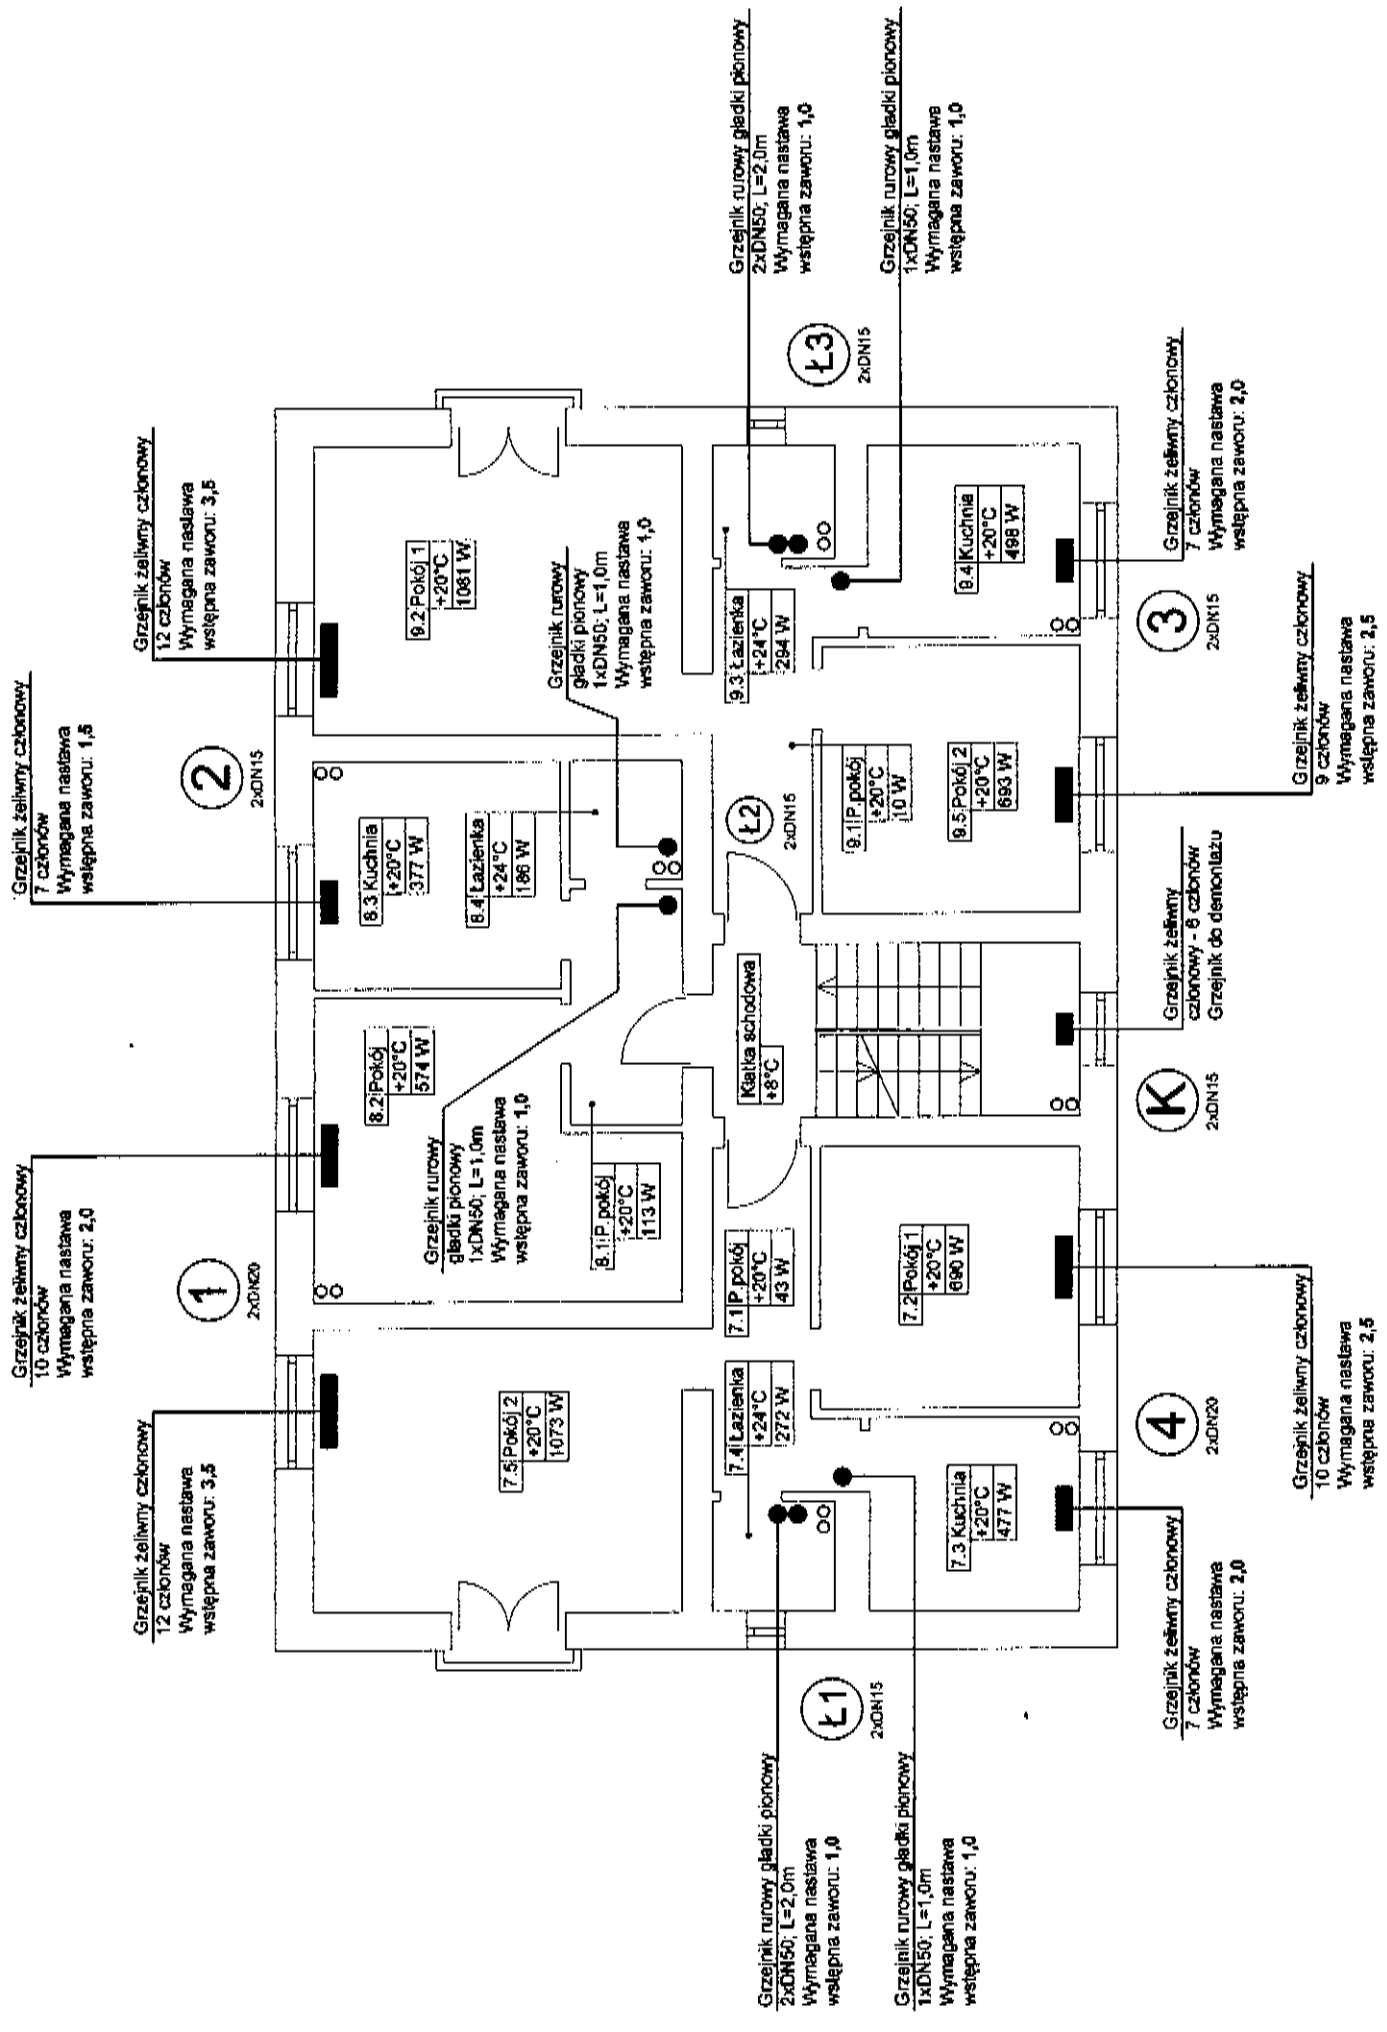 Grzejnik żeliwny członowy
10 członów
Wymagana nastawa
wstępna zaworu: 2,0
Grzejnik żeliwny członowy
7 członów
Wymagana nastawa
wstępna zaworu: 1,5
Grzejnik żeliwny członowy
12 członów
Wymagana nastawa
wstępna zaworu: 3,5
Grzejnik żeliwny członowy
12 członów
Wymagana nastawa
wstępna zaworu: 3,5
1
2xDN20
2
2xDN15
8.2 Pokój
+20°C
574 W
8.3 Kuchnia
+20°C
377 W
9.2 Pokój 1
+20°C
1081 W
Grzejnik rurowy
gładki pionowy
1xDN50; L=1,0m
Wymagana nastawa
wstępna zaworu: 1,0
8.4 Łazienka
+24°C
186 W
7.5 Pokój 2
+20°C
1073 W
Grzejnik rurowy
gładki pionowy
1xDN50; L=1,0m
Wymagana nastawa
wstępna zaworu: 1,0
8.1 P. pokój
+20°C
113 W
Grzejnik rurowy gładki pionowy
2xDN50; L=2,0m
Wymagana nastawa
wstępna zaworu: 1,0
7.4 Łazienka
+24°C
272 W
7.1 P. pokój
+20°C
43 W
Klatka schodowa
+8°C
Ł2
2xDN15
9.3 Łazienka
+24°C
294 W
Grzejnik rurowy gładki pionowy
2xDN50; L=2,0m
Wymagana nastawa
wstępna zaworu: 1,0
Ł1
2xDN15
9.1 P. pokój
+20°C
10 W
Ł3
2xDN15
Grzejnik rurowy gładki pionowy
1xDN50; L=1,0m
Wymagana nastawa
wstępna zaworu: 1,0
7.3 Kuchnia
+20°C
477 W
7.2 Pokój 1
+20°C
690 W
9.5 Pokój 2
+20°C
693 W
9.4 Kuchnia
+20°C
498 W
Grzejnik rurowy gładki pionowy
1xDN50; L=1,0m
Wymagana nastawa
wstępna zaworu: 1,0
4
2xDN20
K
2xDN15
3
2xDN15
Grzejnik żeliwny członowy
7 członów
Wymagana nastawa
wstępna zaworu: 2,0
Grzejnik żeliwny
członowy - 6 członów
Grzejnik do demontażu
Grzejnik żeliwny członowy
7 członów
Wymagana nastawa
wstępna zaworu: 2,0
Grzejnik żeliwny członowy
10 członów
Wymagana nastawa
wstępna zaworu: 2,5
Grzejnik żeliwny członowy
9 członów
Wymagana nastawa
wstępna zaworu: 2,5